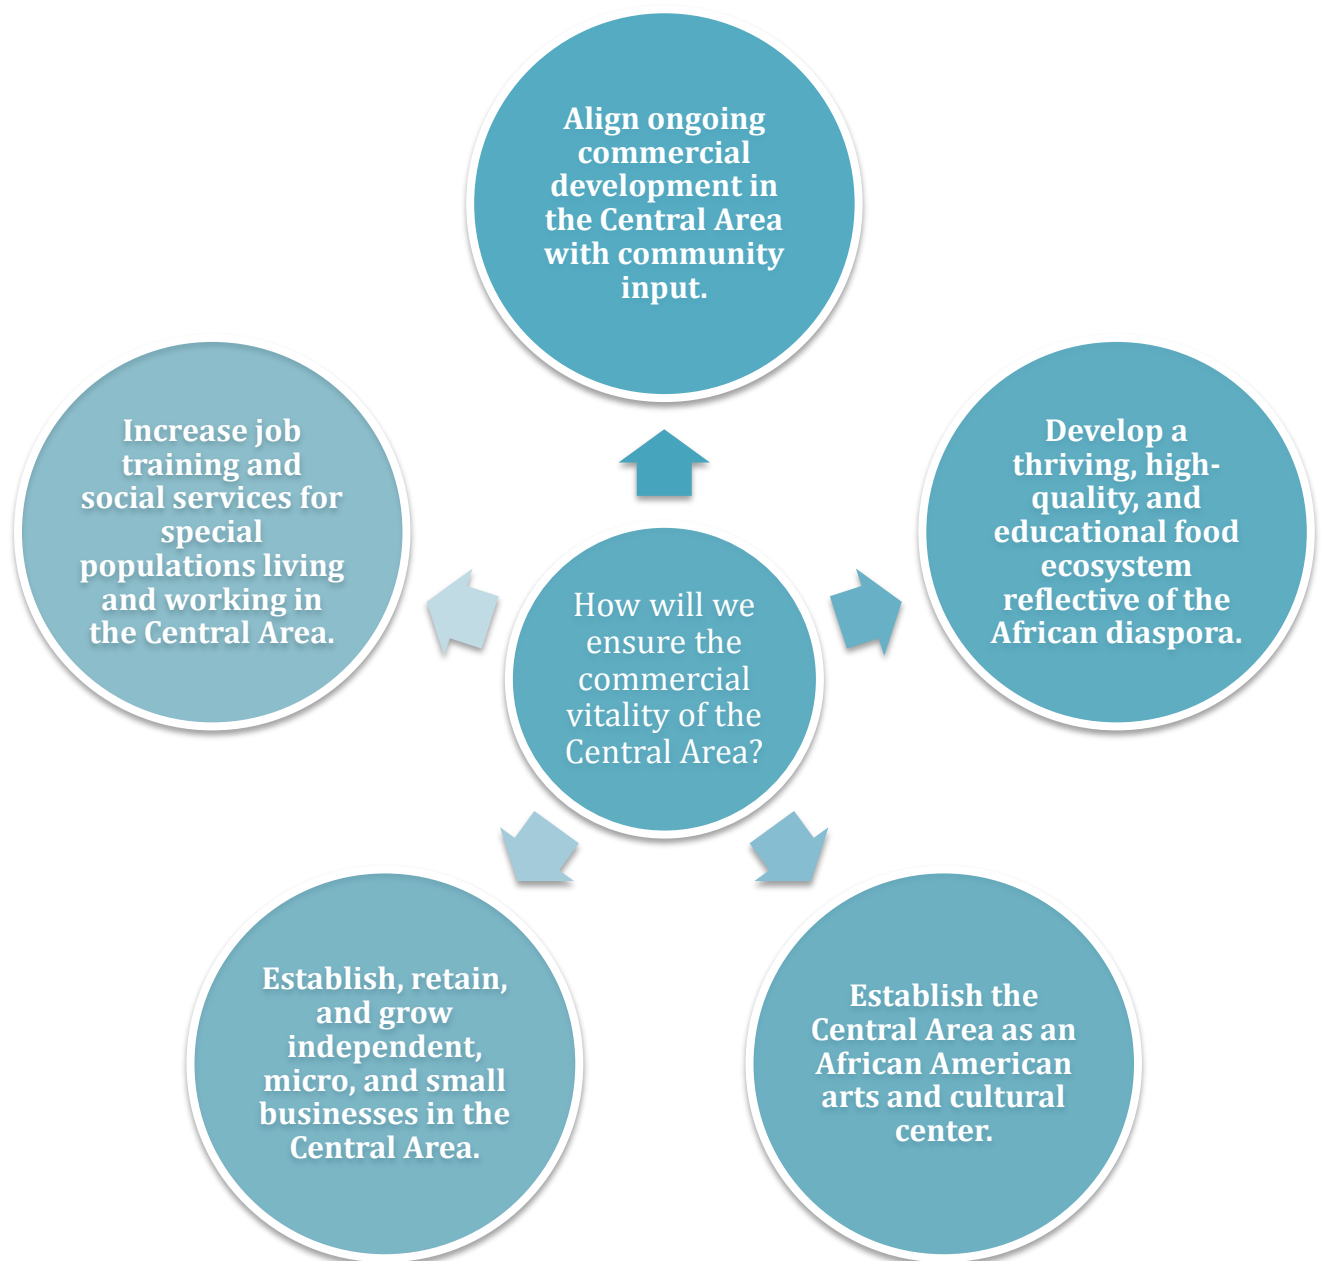 Align ongoing
commercial
development in
the Central Area
with community
input.
Increase job
training and
social services for
special
populations living
and working in
the Central Area.
Develop a
thriving, high-
quality, and
educational food
ecosystem
reflective of the
African diaspora.
How will we
ensure the
commercial
vitality of the
Central Area?
Establish, retain,
and grow
independent,
micro, and small
businesses in the
Central Area.
Establish the
Central Area as an
African American
arts and cultural
center.